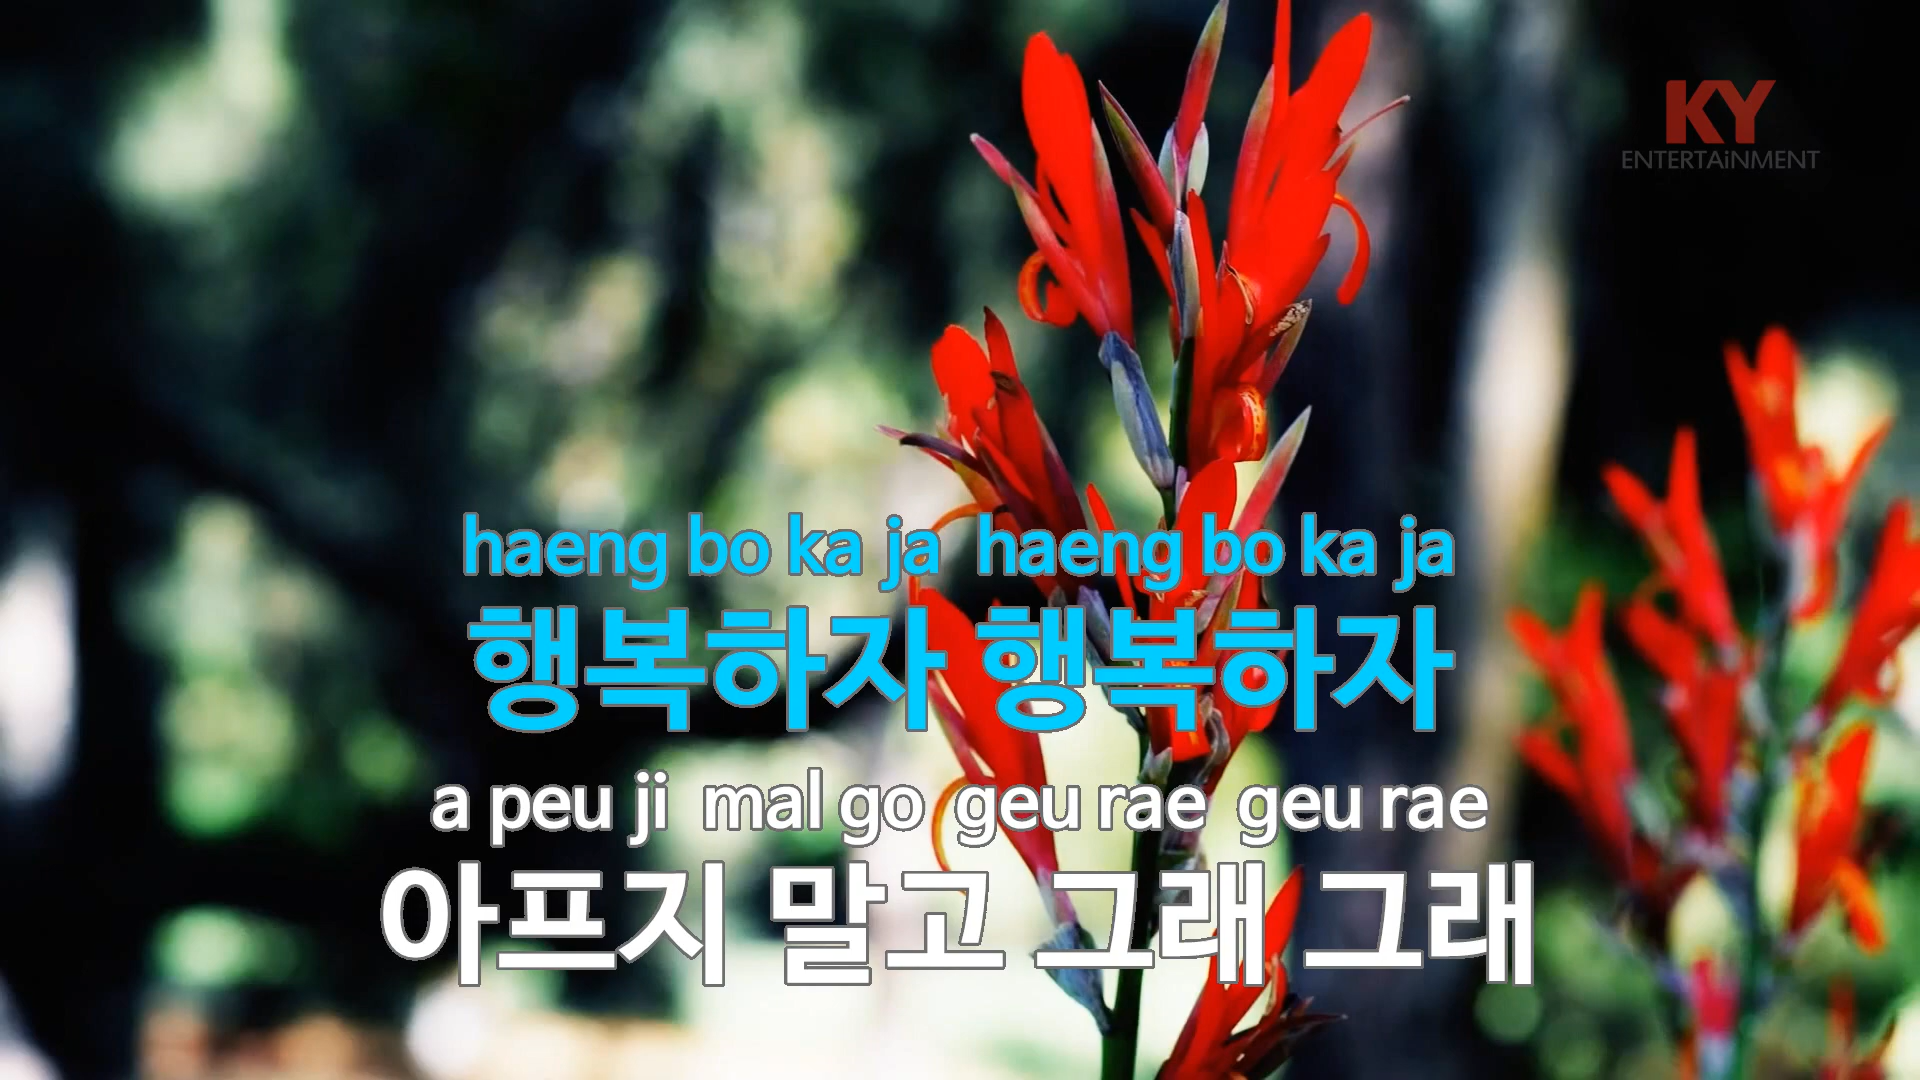 KY
ENTERTAiNMENT
haeng bo ka ja haeng bo ka ja
행복하자 행복하자
a peu ji mal go geu rae geu rae
아프지 말고 그래 그래